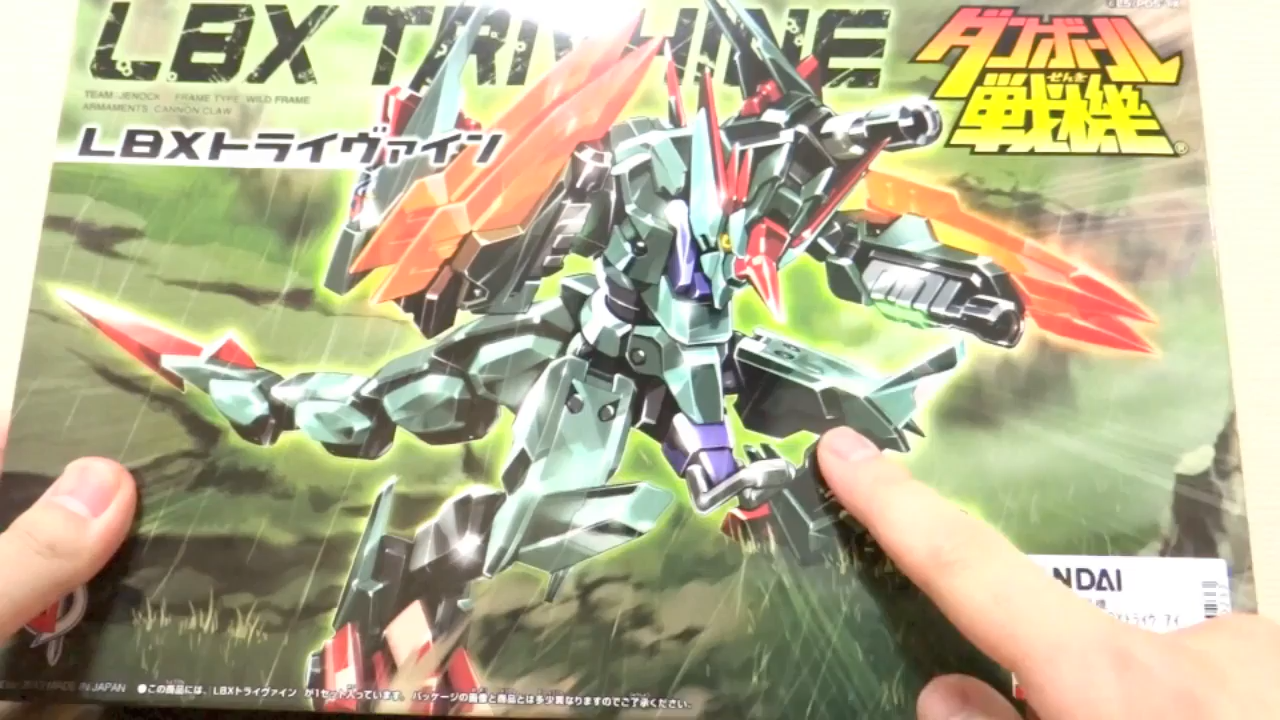 LBX TRIVHINE
ダンボール
せんき
戦機®
TEAM: JENOCK FRAME TYPE: WILD FRAME
ARMAMENTS: CANNON CLAW
LBXトライヴァイン
BANDAI
MADE IN JAPAN
●この商品には、LBXトライヴァイン が1セット入っています。パッケージの画像と商品とは多少異なりますのでご了承ください。